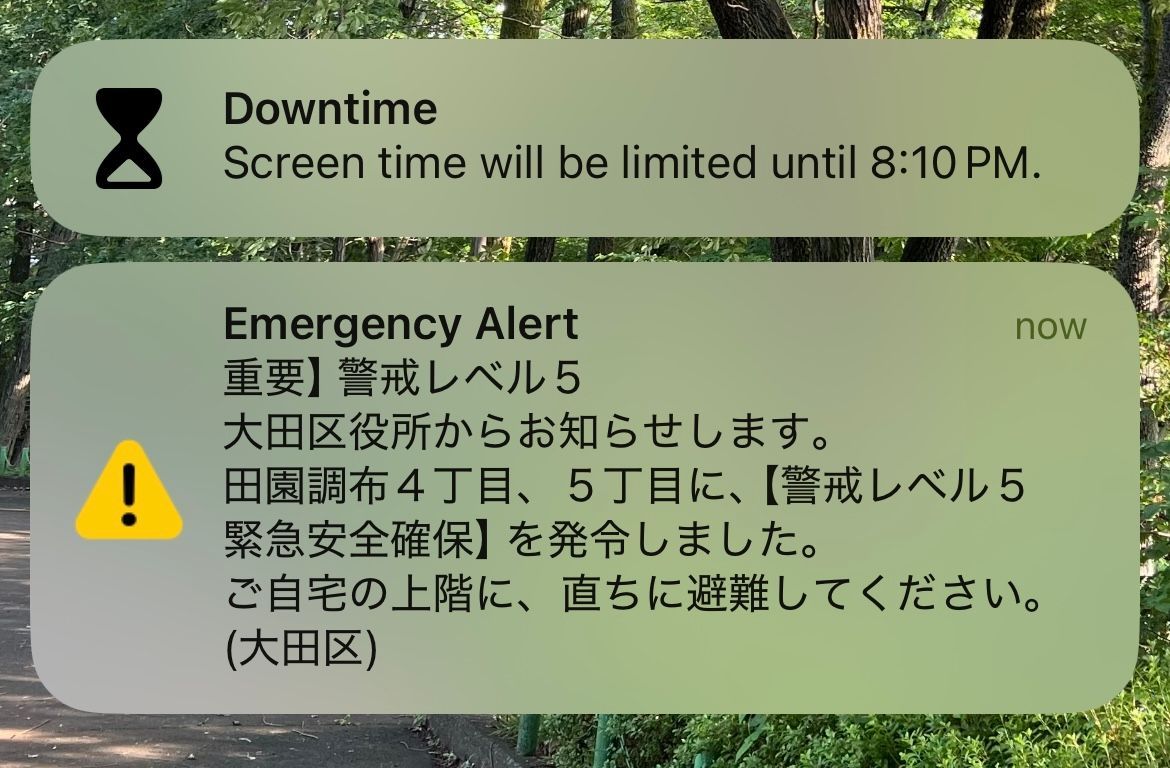 Downtime
Screen time will be limited until 8:10 PM.
Emergency Alert
now
重要】警戒レベル５
大田区役所からお知らせします。
田園調布４丁目、５丁目に、【警戒レベル５
緊急安全確保】を発令しました。
ご自宅の上階に、直ちに避難してください。
(大田区)